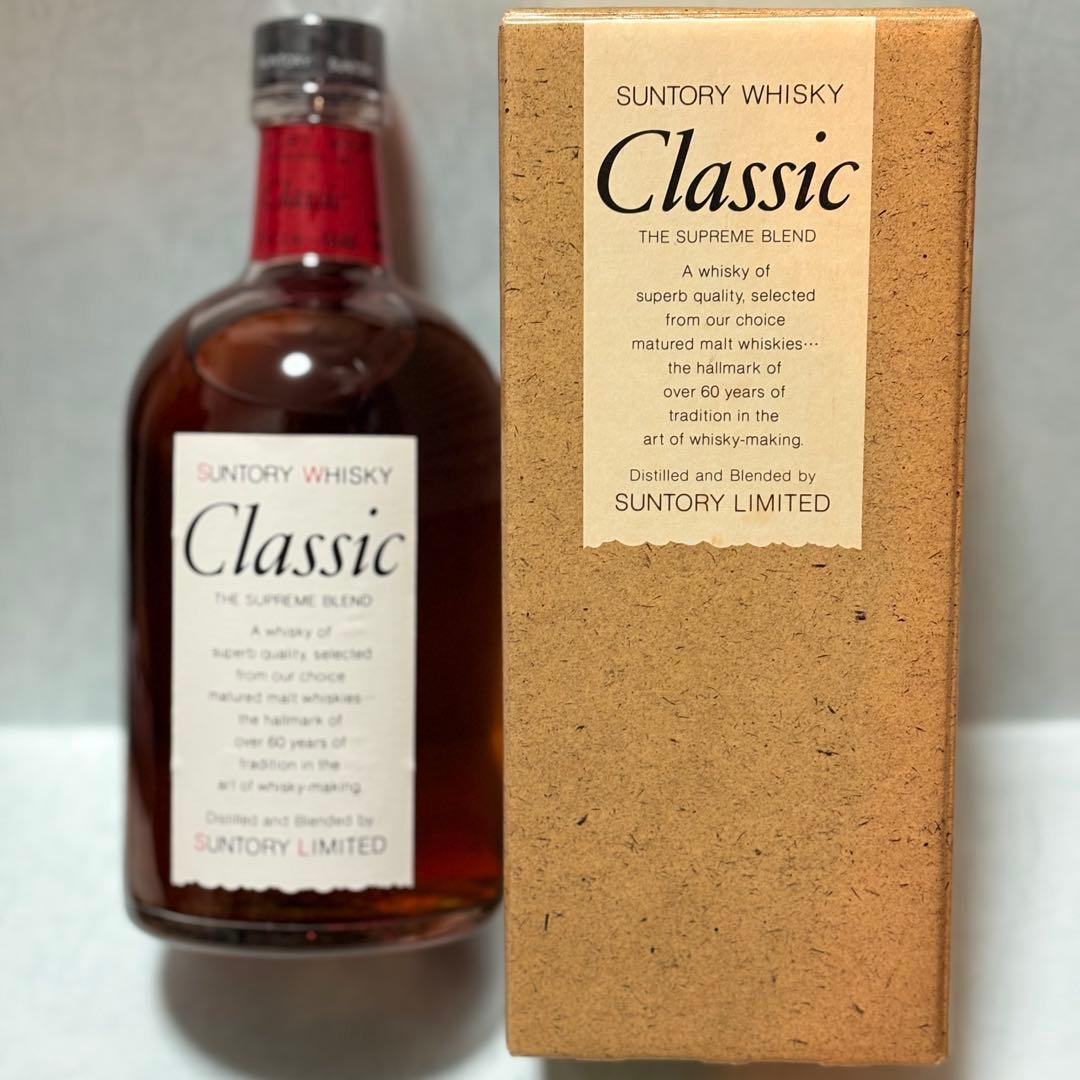 SUNTORY
Classic
SUNTORY WHISKY
Classic
THE SUPREME BLEND
A whisky of
superb quality, selected
from our choice
matured malt whiskies…
the hallmark of
over 60 years of
tradition in the
art of whisky-making.
Distilled and Blended by
SUNTORY LIMITED
SUNTORY WHISKY
Classic
THE SUPREME BLEND
A whisky of
superb quality, selected
from our choice
matured malt whiskies…
the hallmark of
over 60 years of
tradition in the
art of whisky-making.
Distilled and Blended by
SUNTORY LIMITED